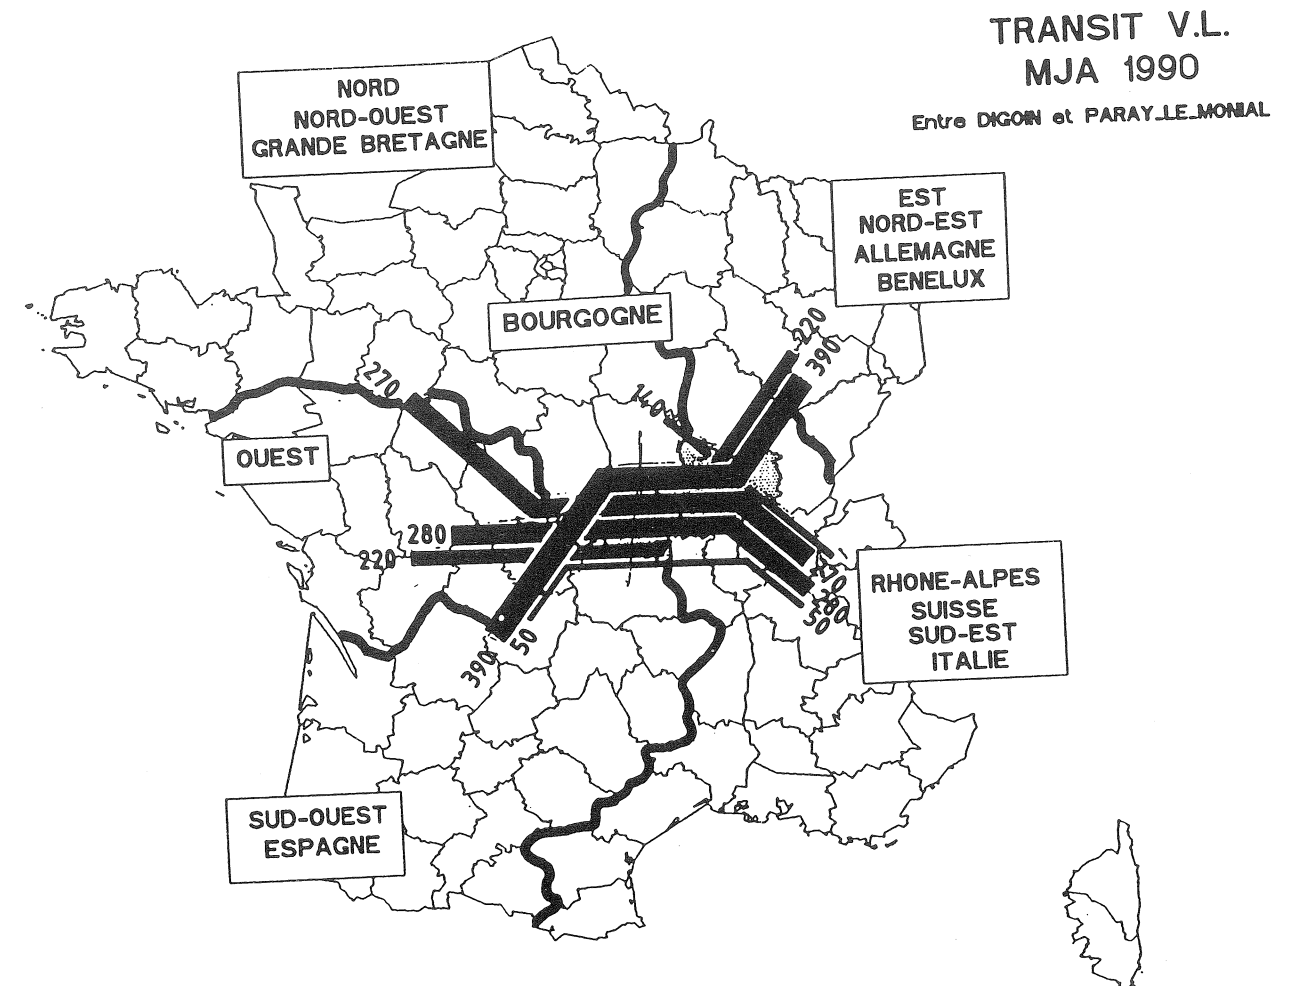 TRANSIT V.L.
MJA 1990
Entre DIGOIN et PARAY_LE_MONIAL
NORD
NORD-OUEST
GRANDE BRETAGNE
EST
NORD-EST
ALLEMAGNE
BENELUX
BOURGOGNE
220
390
270
140
OUEST
280
220
270
280
50
RHONE-ALPES
SUISSE
SUD-EST
ITALIE
50
390
SUD-OUEST
ESPAGNE